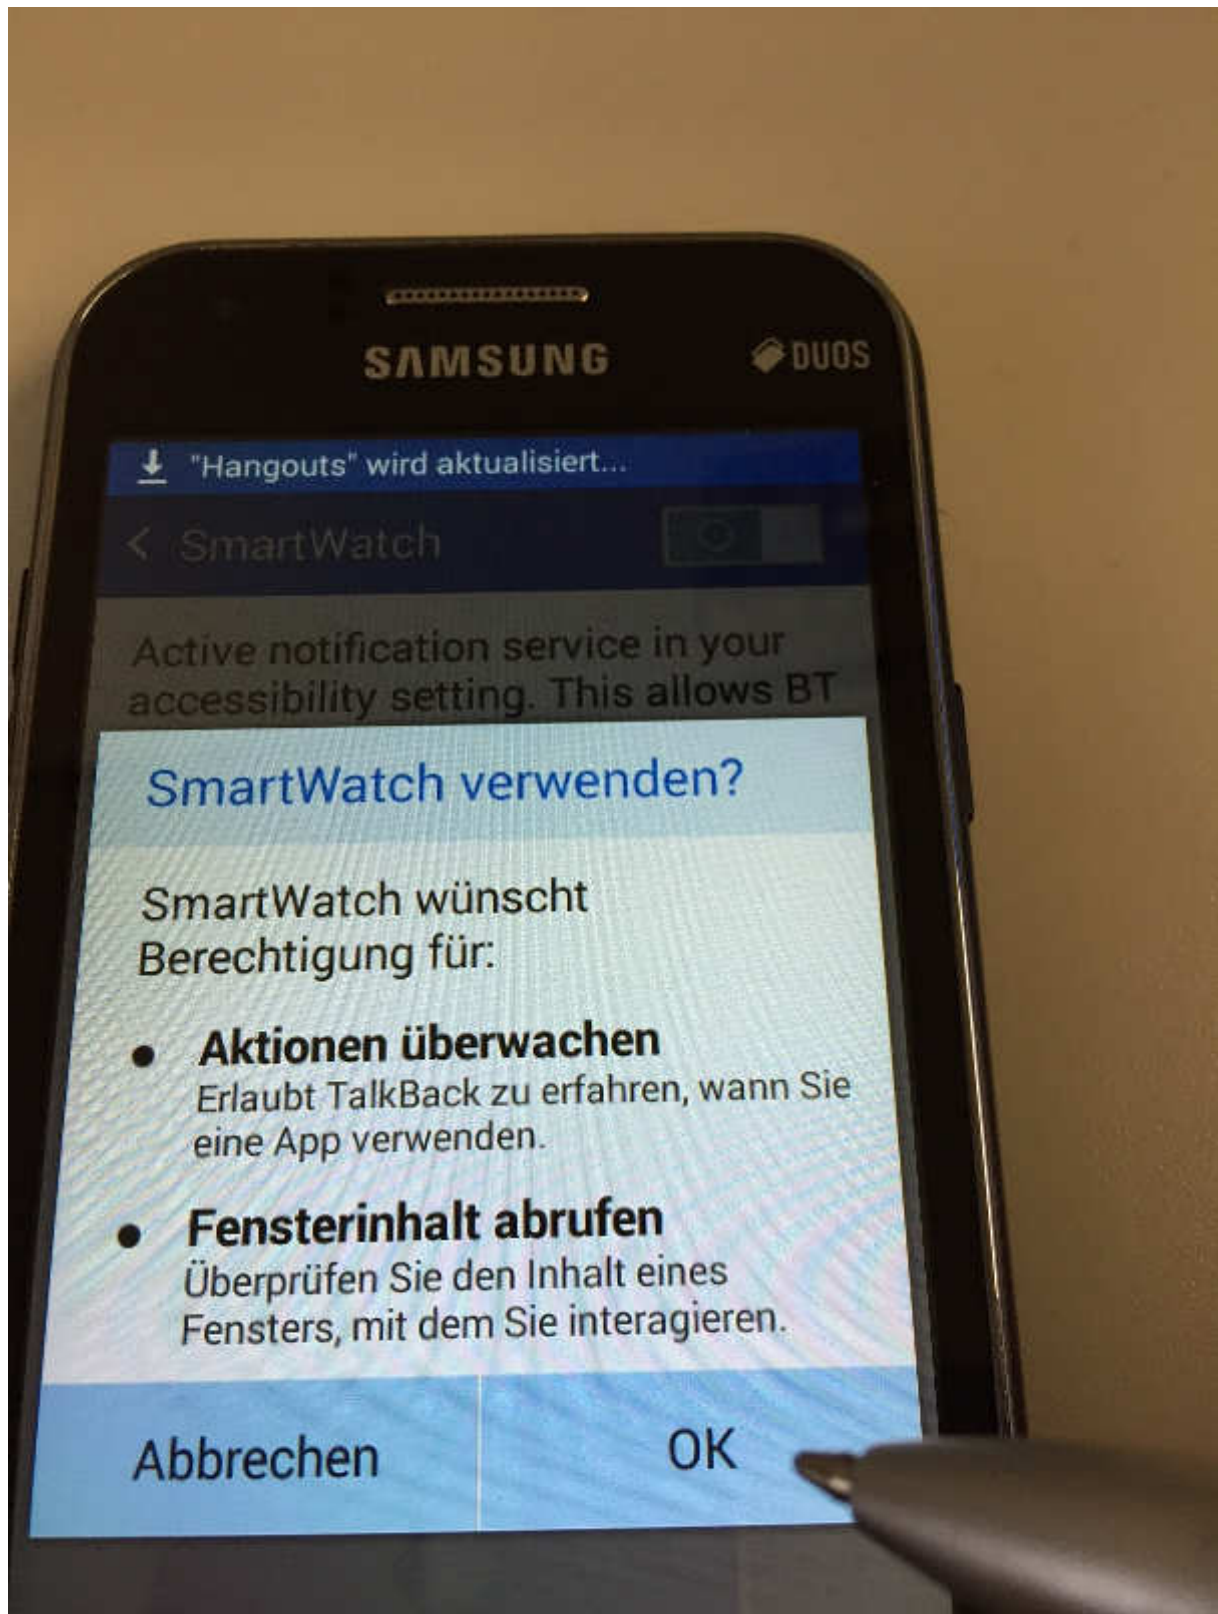 SAMSUNG
DUOS
"Hangouts" wird aktualisiert...
< SmartWatch
Active notification service in your
accessibility setting. This allows BT
SmartWatch verwenden?
SmartWatch wünscht
Berechtigung für:
• Aktionen überwachen
Erlaubt TalkBack zu erfahren, wann Sie
eine App verwenden.
• Fensterinhalt abrufen
Überprüfen Sie den Inhalt eines
Fensters, mit dem Sie interagieren.
Abbrechen
OK